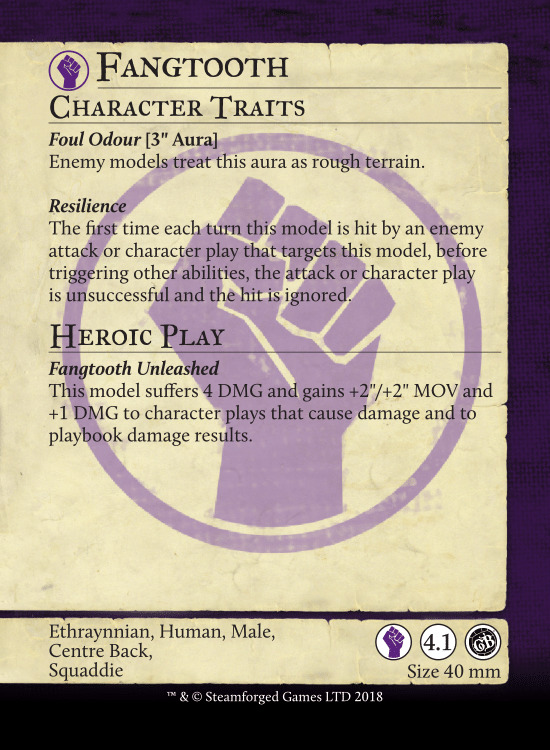 Fangtooth
Character Traits
Foul Odour [3" Aura]
Enemy models treat this aura as rough terrain.
Resilience
The first time each turn this model is hit by an enemy
attack or character play that targets this model, before
triggering other abilities, the attack or character play
is unsuccessful and the hit is ignored.
Heroic Play
Fangtooth Unleashed
This model suffers 4 DMG and gains +2"/+2" MOV and
+1 DMG to character plays that cause damage and to
playbook damage results.
Ethraynnian, Human, Male,
Centre Back,
Squaddie
4.1
GB
Size 40 mm
™ & © Steamforged Games LTD 2018